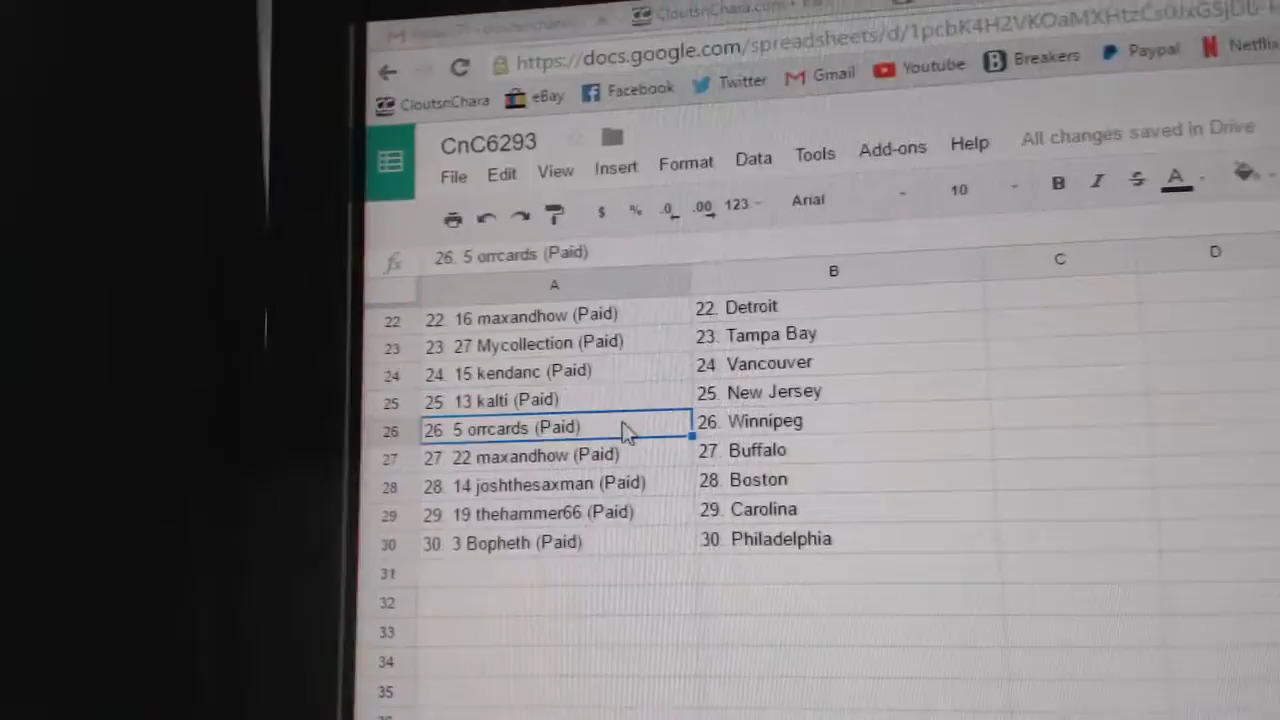 CloutsnChara.com
https://docs.google.com/spreadsheets/d/
CloutsnChara eBay Facebook Twitter Gmail Youtube Breakers Paypal Netflix
CnC6293
File Edit View Insert Format Data Tools Add-ons Help All changes saved in Drive
$ % .0 .00 123 Arial 10 B I S A
fx 26. 5 orrcards (Paid)
A B C D
22 22. 16 maxandhow (Paid) 22. Detroit
23 23. 27 Mycollection (Paid) 23. Tampa Bay
24 24. 15 kendanc (Paid) 24. Vancouver
25 25. 13 kalti (Paid) 25. New Jersey
26 26. 5 orrcards (Paid) 26. Winnipeg
27 27. 22 maxandhow (Paid) 27. Buffalo
28 28. 14 joshthesaxman (Paid) 28. Boston
29 29. 19 thehammer66 (Paid) 29. Carolina
30 30. 3 Bopheth (Paid) 30. Philadelphia
31
32
33
34
35